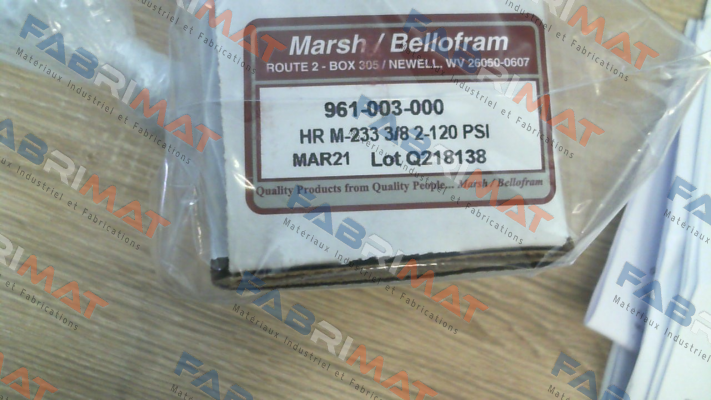 Marsh / Bellofram
ROUTE 2 - BOX 305 / NEWELL, WV 26050-0607
961-003-000
HR M-233 3/8 2-120 PSI
MAR21 Lot Q218138
Quality Products from Quality People... Marsh / Bellofram
FABRIMAT
Materiaux Industriel et Fabrications